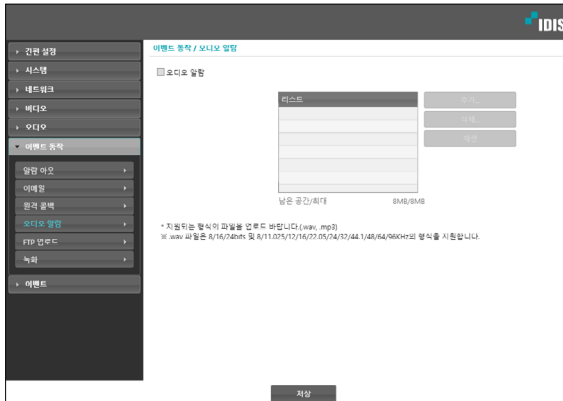 IDIS
간편 설정
시스템
네트워크
비디오
오디오
이벤트 동작
알람 아웃
이메일
원격 콜백
오디오 알람
FTP 업로드
녹화
이벤트
이벤트 동작 / 오디오 알람
오디오 알람
리스트
추가...
삭제...
재생
남은 공간/최대 8MB/8MB
* 지원되는 형식의 파일을 업로드 바랍니다.(.wav, .mp3)
※ .wav 파일은 8/16/24bits 및 8/11.025/12/16/22.05/24/32/44.1/48/64/96KHz의 형식을 지원합니다.
저장